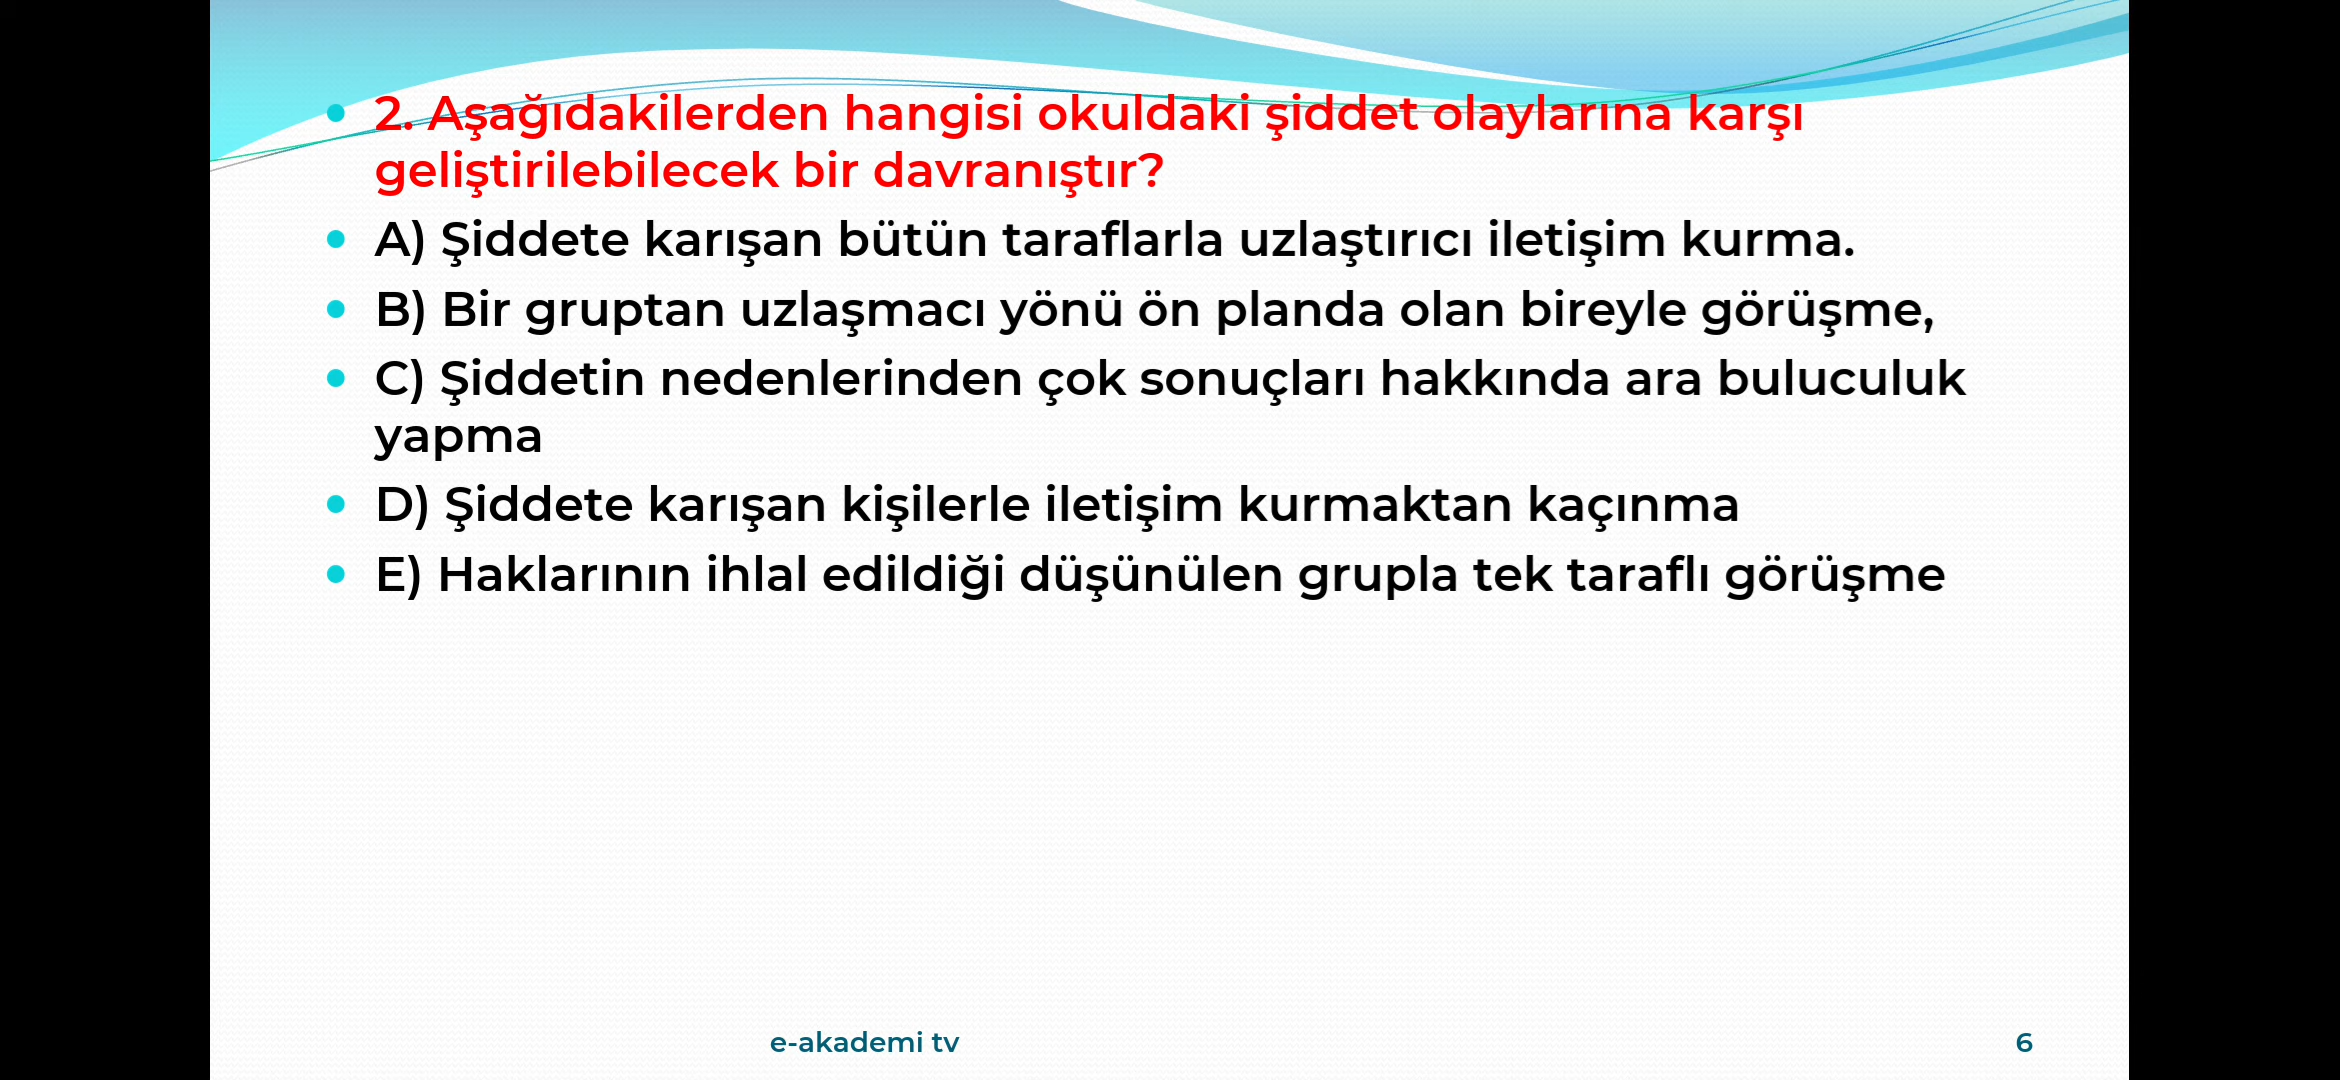 2. Aşağıdakilerden hangisi okuldaki şiddet olaylarına karşı
geliştirilebilecek bir davranıştır?
A) Şiddete karışan bütün taraflarla uzlaştırıcı iletişim kurma.
B) Bir gruptan uzlaşmacı yönü ön planda olan bireyle görüşme,
C) Şiddetin nedenlerinden çok sonuçları hakkında ara buluculuk
yapma
D) Şiddete karışan kişilerle iletişim kurmaktan kaçınma
E) Haklarının ihlal edildiği düşünülen grupla tek taraflı görüşme
e-akademi tv
6